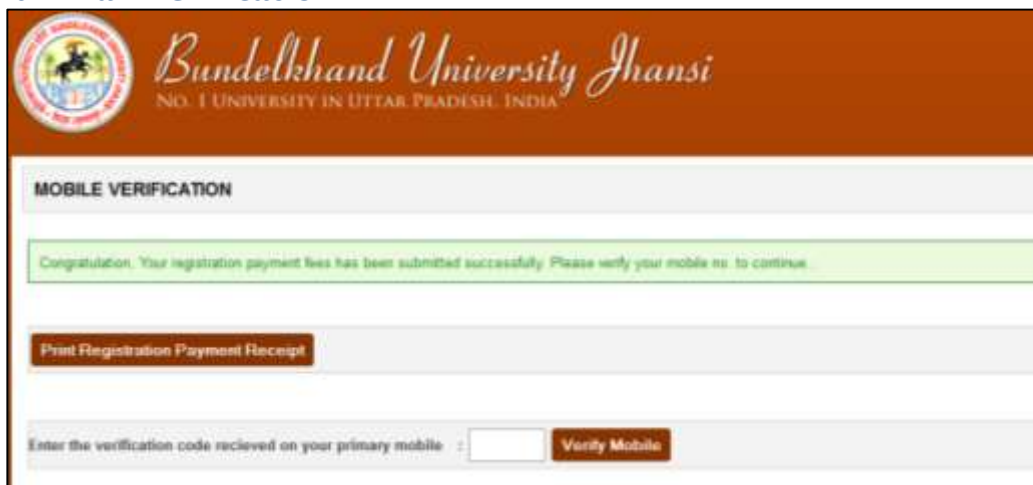 Bundelkhand University Jhansi
NO. 1 UNIVERSITY IN UTTAR PRADESH, INDIA
MOBILE VERIFICATION
Congratulation. Your registration payment fees has been submitted successfully. Please verify your mobile no. to continue...
Print Registration Payment Receipt
Enter the verification code recieved on your primary mobile : Verify Mobile